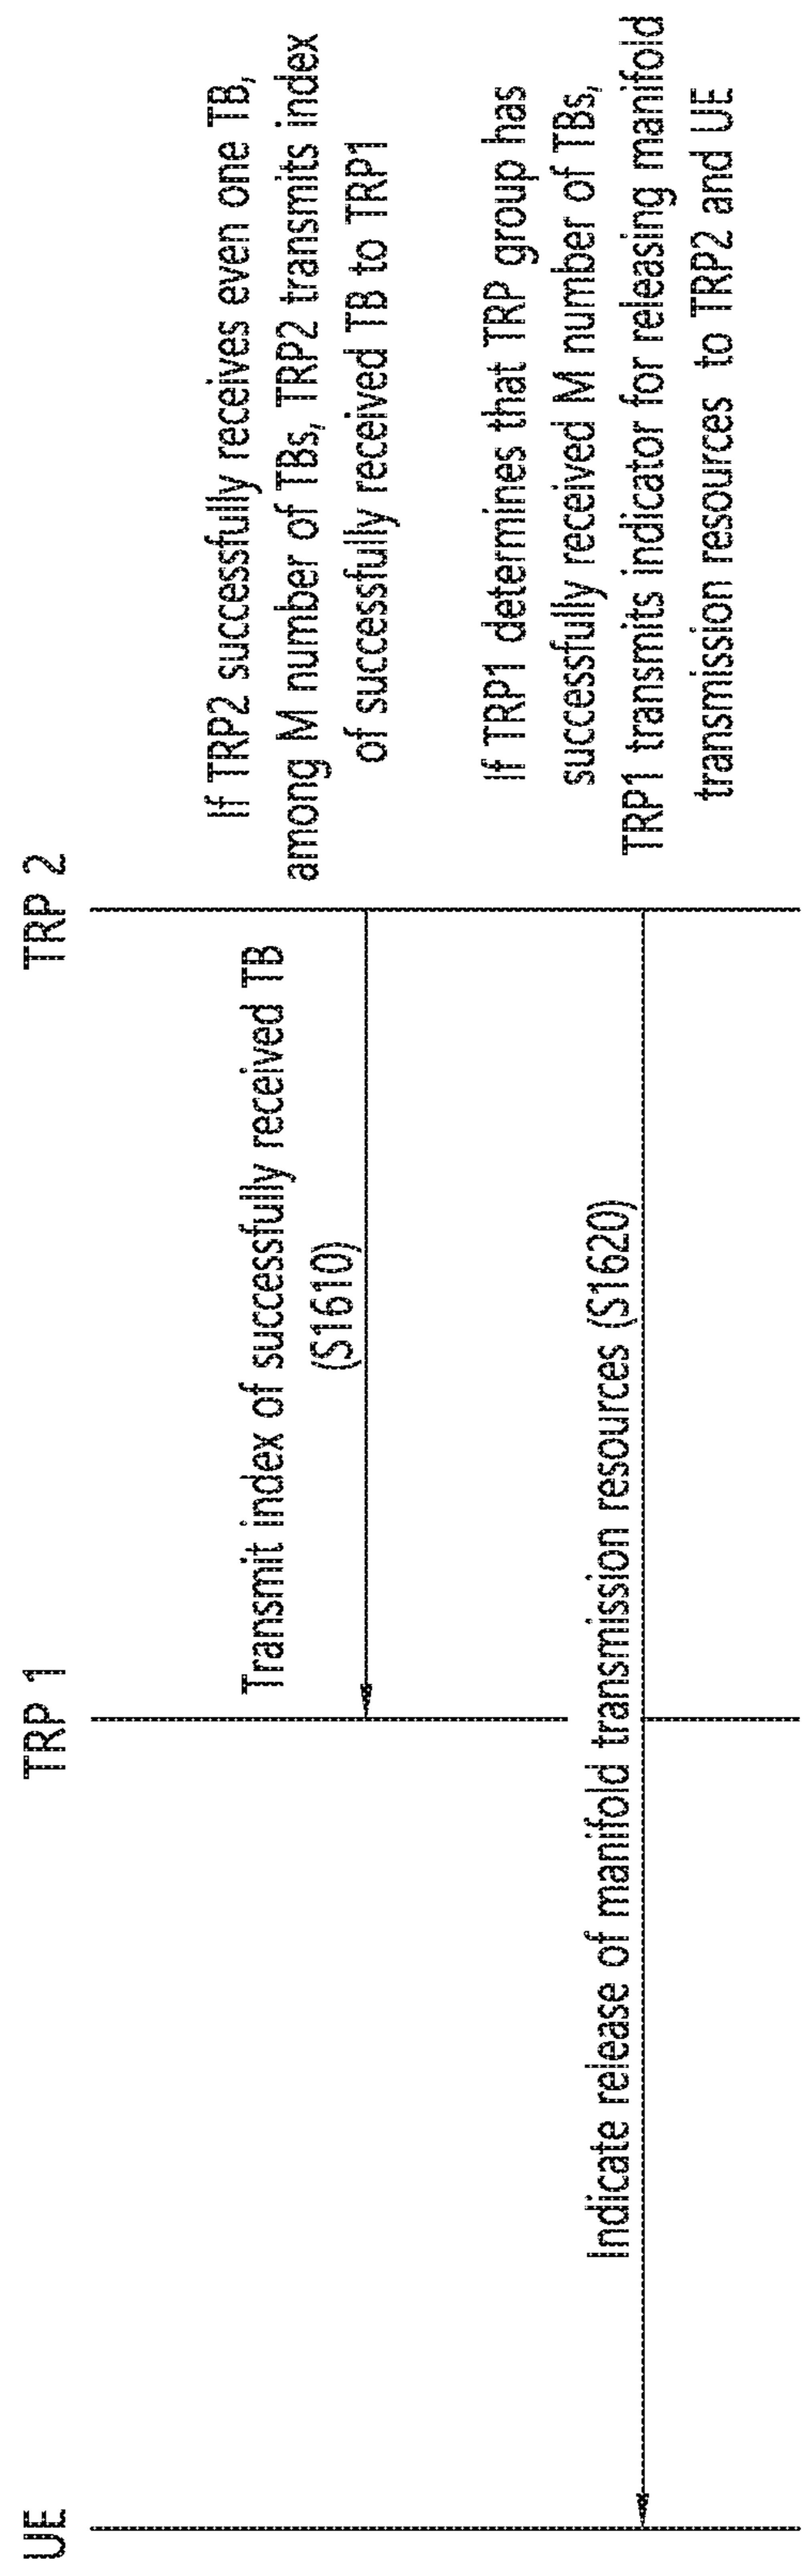 UE
TRP 1
TRP 2
Transmit index of successfully received TB
(S1610)
If TRP2 successfully receives even one TB,
among M number of TBs, TRP2 transmits index
of successfully received TB to TRP1
Indicate release of manifold transmission resources (S1620)
If TRP1 determines that TRP group has
successfully received M number of TBs,
TRP1 transmits indicator for releasing manifold
transmission resources to TRP2 and UE